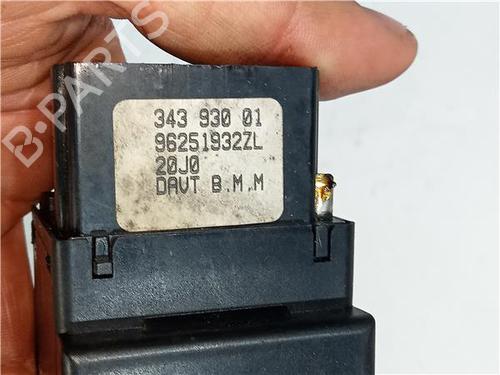 B-PARTS
343 930 01
96251932ZL
20J0
DAVT B.M.M